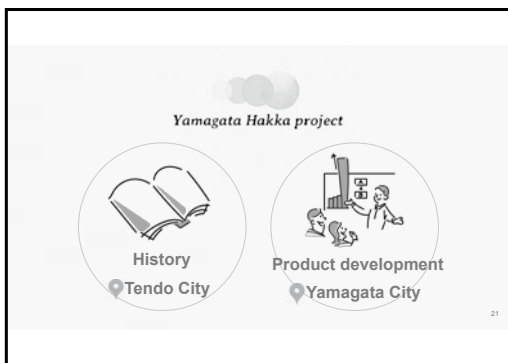 Yamagata Hakka project
History
Tendo City
Product development
Yamagata City
A
B
21